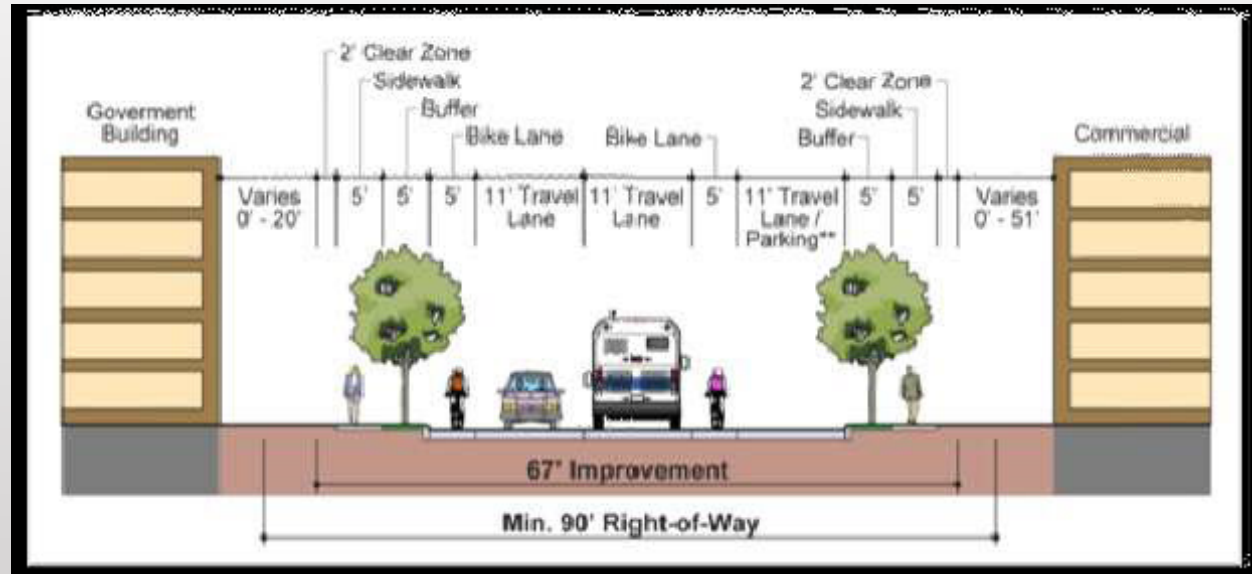 2' Clear Zone
Sidewalk
Buffer
Bike Lane
Bike Lane
2' Clear Zone
Sidewalk
Buffer
Goverment
Building
Commercial
Varies
0' - 20'
5'
5'
5'
11' Travel
Lane
11' Travel
Lane
5'
11' Travel
Lane /
Parking**
5'
5'
Varies
0' - 51'
67' Improvement
Min. 90' Right-of-Way